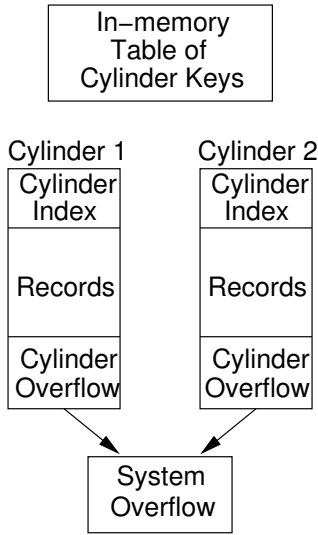 In−memory
Table of
Cylinder Keys
Cylinder 1
Cylinder
Index
Records
Cylinder
Overflow
Cylinder 2
Cylinder
Index
Records
Cylinder
Overflow
System
Overflow